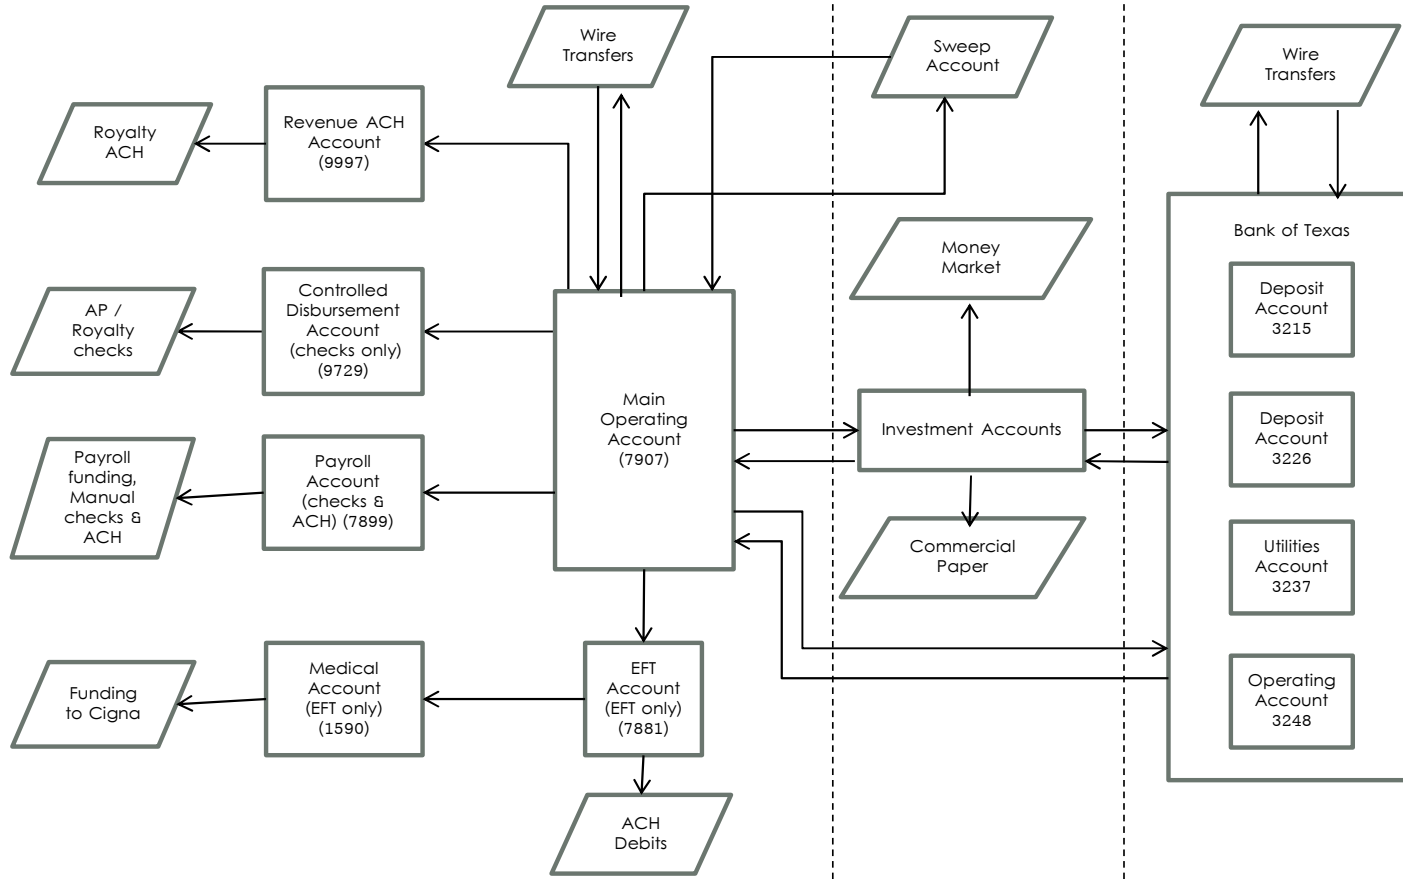 Wire
Transfers
Sweep
Account
Wire
Transfers
Royalty
ACH
Revenue ACH
Account
(9997)
Money
Market
Bank of Texas
AP /
Royalty
checks
Controlled
Disbursement
Account
(checks only)
(9729)
Deposit
Account
3215
Main
Operating
Account
(7907)
Investment Accounts
Deposit
Account
3226
Payroll
funding,
Manual
checks &
ACH
Payroll
Account
(checks &
ACH) (7899)
Commercial
Paper
Utilities
Account
3237
Funding
to Cigna
Medical
Account
(EFT only)
(1590)
EFT
Account
(EFT only)
(7881)
Operating
Account
3248
ACH
Debits